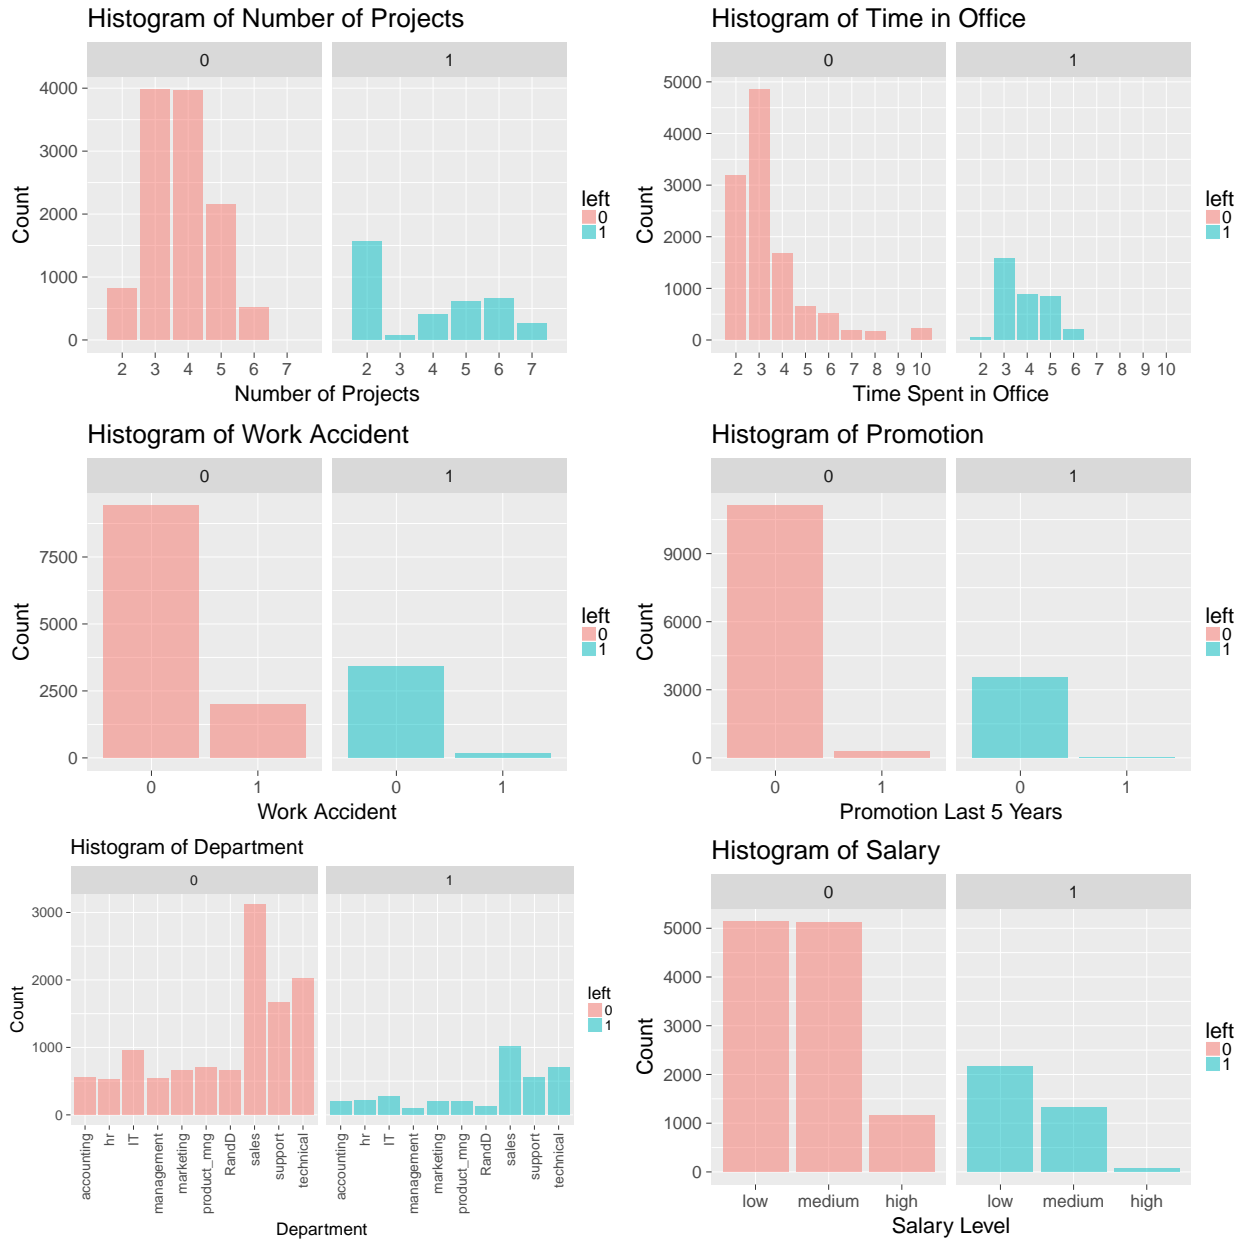 Histogram of Number of Projects
0 1
4000
3000
2000
1000
0
Count
2 3 4 5 6 7 2 3 4 5 6 7
Number of Projects
left
0
1
Histogram of Time in Office
0 1
5000
4000
3000
2000
1000
0
Count
2 3 4 5 6 7 8 9 10 2 3 4 5 6 7 8 9 10
Time Spent in Office
left
0
1
Histogram of Work Accident
0 1
7500
5000
2500
0
Count
0 1 0 1
Work Accident
left
0
1
Histogram of Promotion
0 1
9000
6000
3000
0
Count
0 1 0 1
Promotion Last 5 Years
left
0
1
Histogram of Department
0 1
3000
2000
1000
0
Count
accounting hr IT management marketing product_mng RandD sales support technical accounting hr IT management marketing product_mng RandD sales support technical
Department
left
0
1
Histogram of Salary
0 1
5000
4000
3000
2000
1000
0
Count
low medium high low medium high
Salary Level
left
0
1